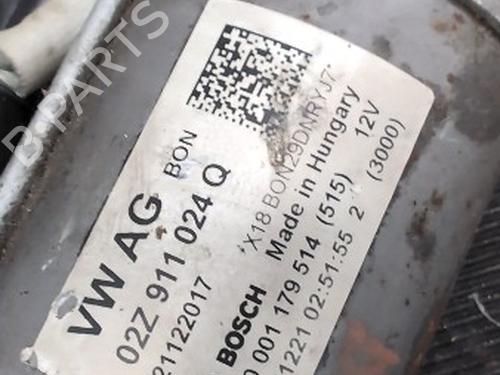 VW AG BON
02Z 911 024 Q
21122017
*X18 BON29DNRYJ7*
BOSCH Made in Hungary
0 001 179 514 (515) 12V
1221 02:51:55 2 (3000)
B-PARTS